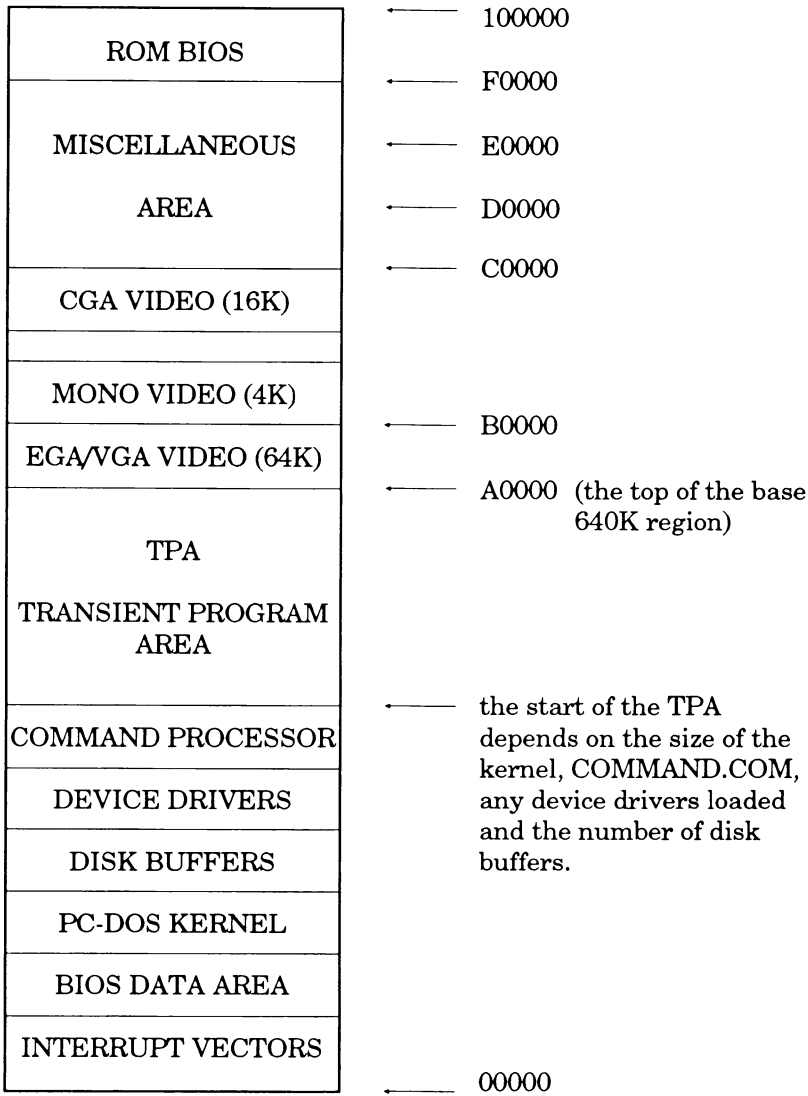 100000
ROM BIOS
F0000
MISCELLANEOUS
E0000
AREA
D0000
C0000
CGA VIDEO (16K)
MONO VIDEO (4K)
B0000
EGA/VGA VIDEO (64K)
A0000 (the top of the base
640K region)
TPA
TRANSIENT PROGRAM
AREA
the start of the TPA
depends on the size of the
kernel, COMMAND.COM,
any device drivers loaded
and the number of disk
buffers.
COMMAND PROCESSOR
DEVICE DRIVERS
DISK BUFFERS
PC-DOS KERNEL
BIOS DATA AREA
INTERRUPT VECTORS
00000